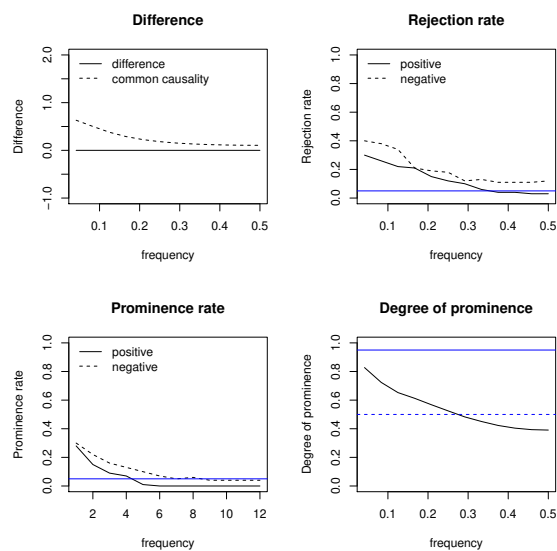 Difference
difference
common causality
Difference
2.0
1.0
0.0
−1.0
0.1 0.2 0.3 0.4 0.5
frequency
Rejection rate
positive
negative
Rejection rate
1.0
0.8
0.6
0.4
0.2
0.0
0.1 0.2 0.3 0.4 0.5
frequency
Prominence rate
positive
negative
Prominence rate
1.0
0.8
0.6
0.4
0.2
0.0
2 4 6 8 10 12
frequency
Degree of prominence
Degree of prominence
1.0
0.8
0.6
0.4
0.2
0.0
0.1 0.2 0.3 0.4 0.5
frequency